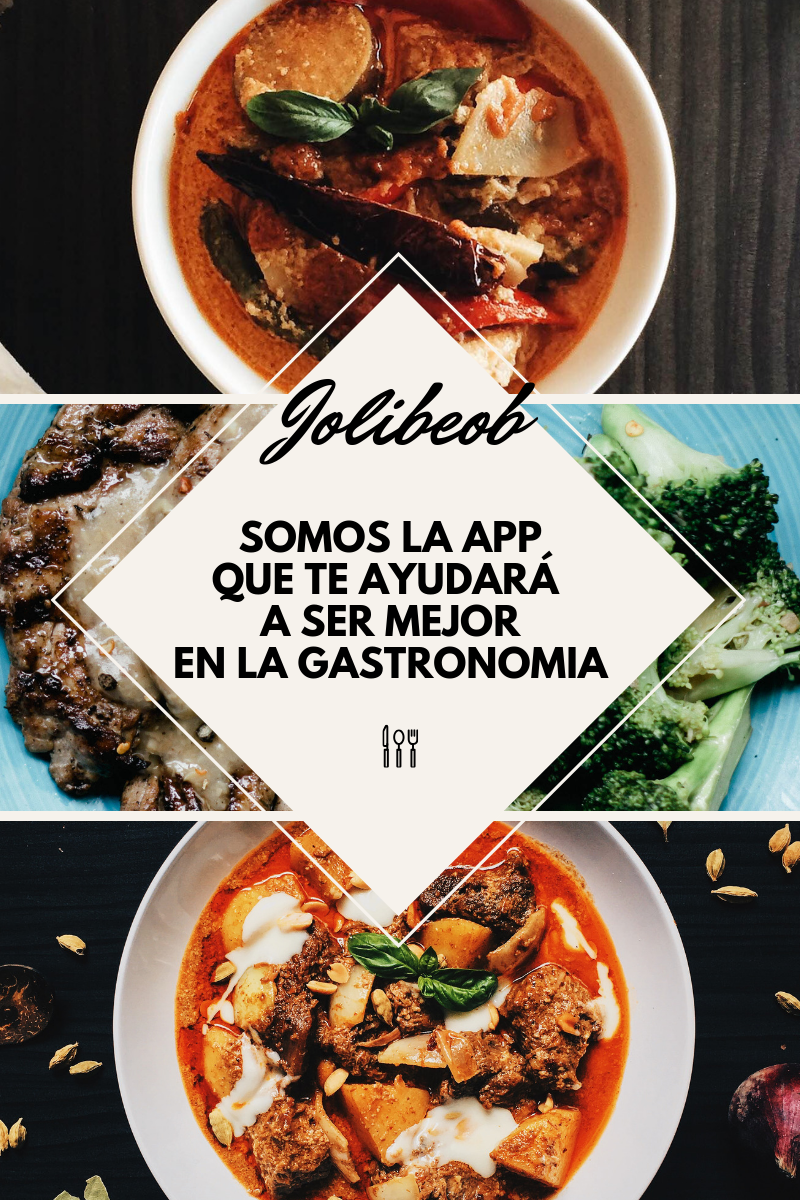 Jolibeob
SOMOS LA APP
QUE TE AYUDARÁ
A SER MEJOR
EN LA GASTRONOMIA